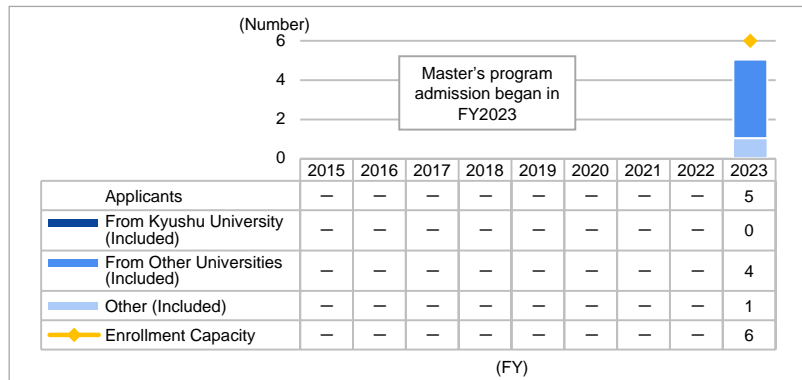 (Number)
6
4
2
0
Master’s program
admission began in
FY2023
2015 2016 2017 2018 2019 2020 2021 2022 2023
Applicants － － － － － － － － 5
From Kyushu University
(Included) － － － － － － － － 0
From Other Universities
(Included) － － － － － － － － 4
Other (Included) － － － － － － － － 1
Enrollment Capacity － － － － － － － － 6
(FY)